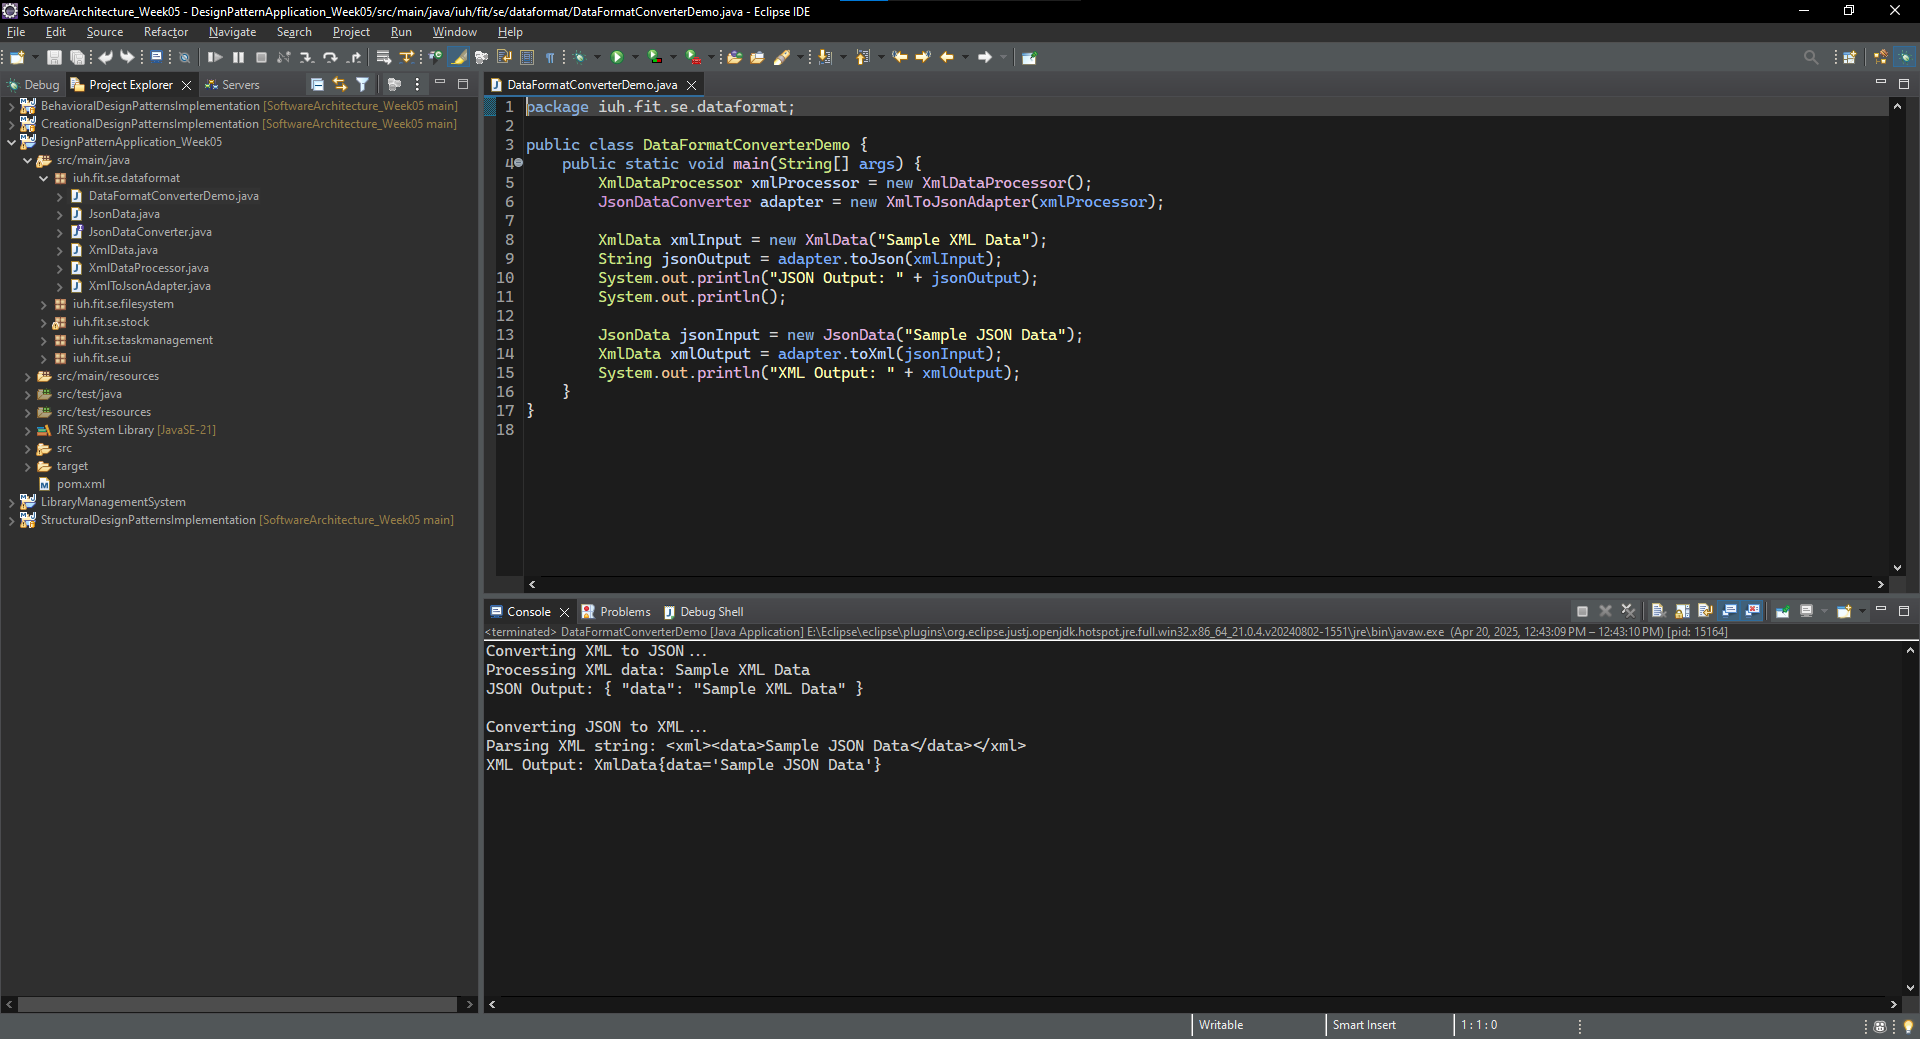 SoftwareArchitecture_Week05 - DesignPatternApplication_Week05/src/main/java/iuh/fit/se/dataformat/DataFormatConverterDemo.java - Eclipse IDE
File Edit Source Refactor Navigate Search Project Run Window Help
Debug Project Explorer Servers
BehavioralDesignPatternsImplementation [SoftwareArchitecture_Week05 main]
CreationalDesignPatternsImplementation [SoftwareArchitecture_Week05 main]
DesignPatternApplication_Week05
src/main/java
iuh.fit.se.dataformat
DataFormatConverterDemo.java
JsonData.java
JsonDataConverter.java
XmlData.java
XmlDataProcessor.java
XmlToJsonAdapter.java
iuh.fit.se.filesystem
iuh.fit.se.stock
iuh.fit.se.taskmanagement
iuh.fit.se.ui
src/main/resources
src/test/java
src/test/resources
JRE System Library [JavaSE-21]
src
target
pom.xml
LibraryManagementSystem
StructuralDesignPatternsImplementation [SoftwareArchitecture_Week05 main]
DataFormatConverterDemo.java
1 package iuh.fit.se.dataformat;
2
3 public class DataFormatConverterDemo {
4 public static void main(String[] args) {
5 XmlDataProcessor xmlProcessor = new XmlDataProcessor();
6 JsonDataConverter adapter = new XmlToJsonAdapter(xmlProcessor);
7
8 XmlData xmlInput = new XmlData("Sample XML Data");
9 String jsonOutput = adapter.toJson(xmlInput);
10 System.out.println("JSON Output: " + jsonOutput);
11 System.out.println();
12
13 JsonData jsonInput = new JsonData("Sample JSON Data");
14 XmlData xmlOutput = adapter.toXml(jsonInput);
15 System.out.println("XML Output: " + xmlOutput);
16 }
17 }
18
Console Problems Debug Shell
<terminated> DataFormatConverterDemo [Java Application] E:\Eclipse\eclipse\plugins\org.eclipse.justj.openjdk.hotspot.jre.full.win32.x86_64_21.0.4.v20240802-1551\jre\bin\javaw.exe (Apr 20, 2025, 12:43:09 PM – 12:43:10 PM) [pid: 15164]
Converting XML to JSON...
Processing XML data: Sample XML Data
JSON Output: { "data": "Sample XML Data" }
Converting JSON to XML...
Parsing XML string: <xml><data>Sample JSON Data</data></xml>
XML Output: XmlData{data='Sample JSON Data'}
Writable Smart Insert 1 : 1 : 0